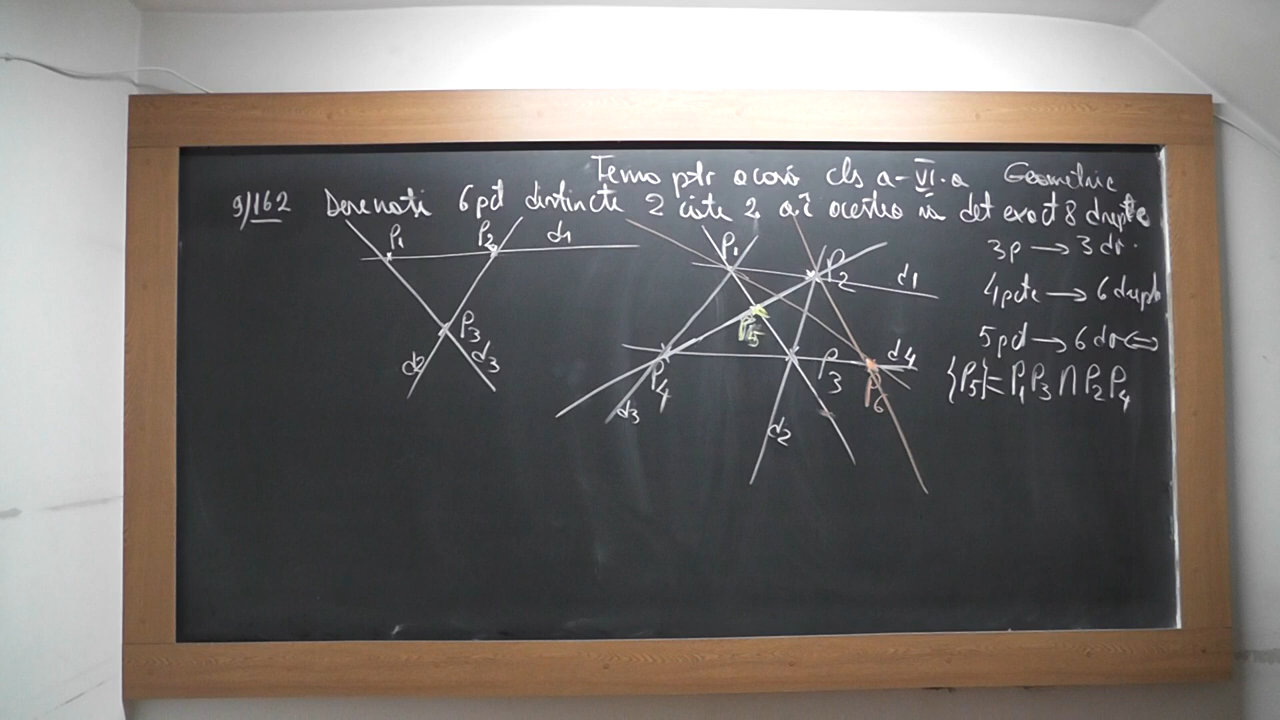 Tema ptr acasă cls a-VI-a Geometrie
9)/162 Desenați 6 pct distincte 2 câte 2 a.î acestea să det exact 8 drepte
P1 P2 d1
P3
d2 d3
P1 P2 d1
P5
P4 P3 d4
P6
d3 d2
3p → 3 dr.
4pcte → 6 drepte
5pct → 6 dr ⇔
{P5} = P1P3 ∩ P2P4